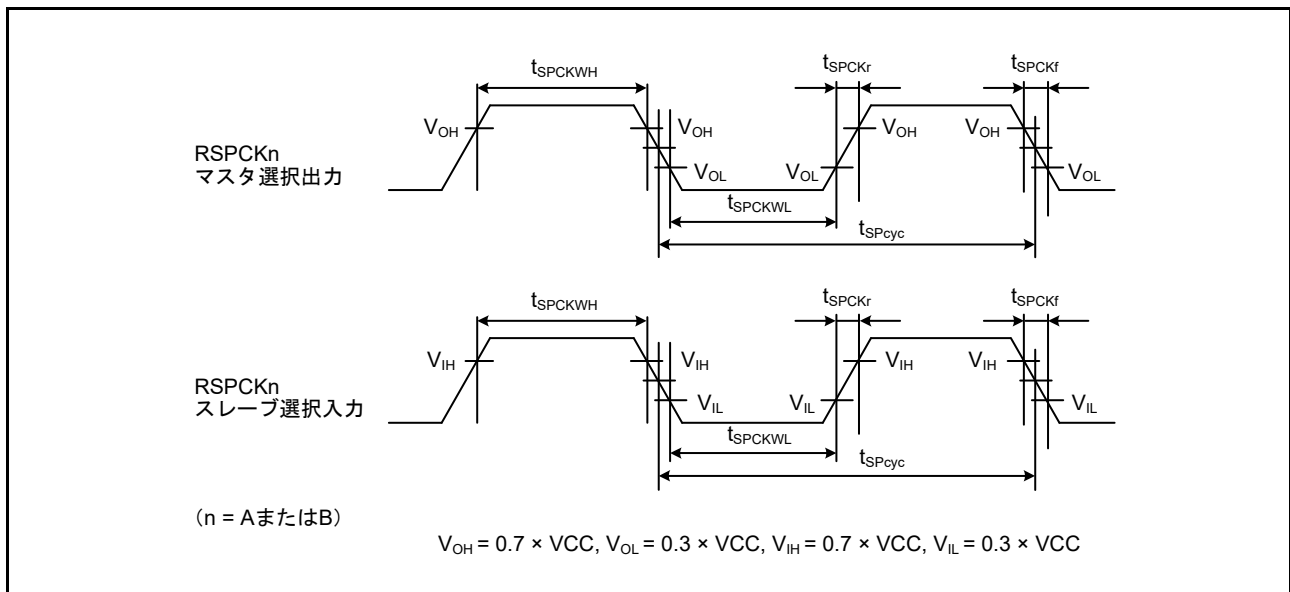 tSPCKWH tSPCKr tSPCKf
VOH VOH VOH VOH
RSPCKn
マスタ選択出力
VOL VOL VOL
tSPCKWL
tSPcyc
tSPCKWH tSPCKr tSPCKf
VIH VIH VIH VIH
RSPCKn
スレーブ選択入力
VIL VIL VIL
tSPCKWL
tSPcyc
(n = AまたはB)
VOH = 0.7 × VCC, VOL = 0.3 × VCC, VIH = 0.7 × VCC, VIL = 0.3 × VCC